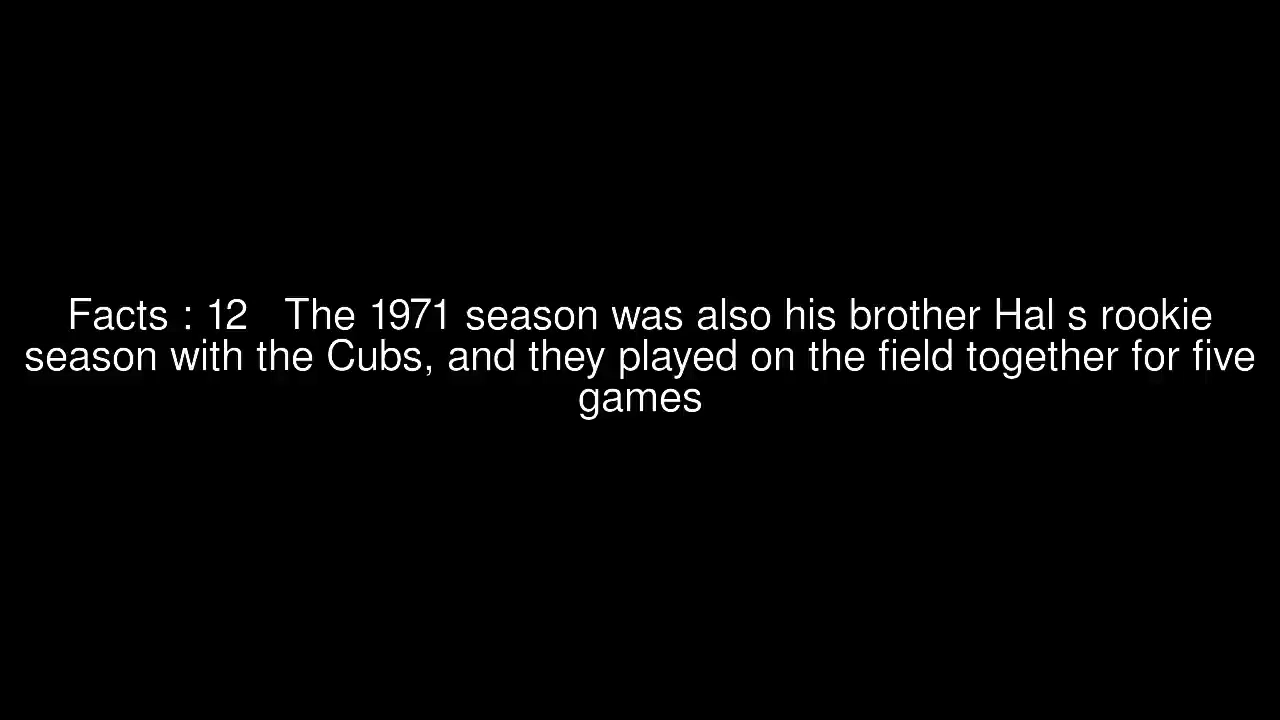 Facts : 12   The 1971 season was also his brother Hal s rookie
season with the Cubs, and they played on the field together for five
games